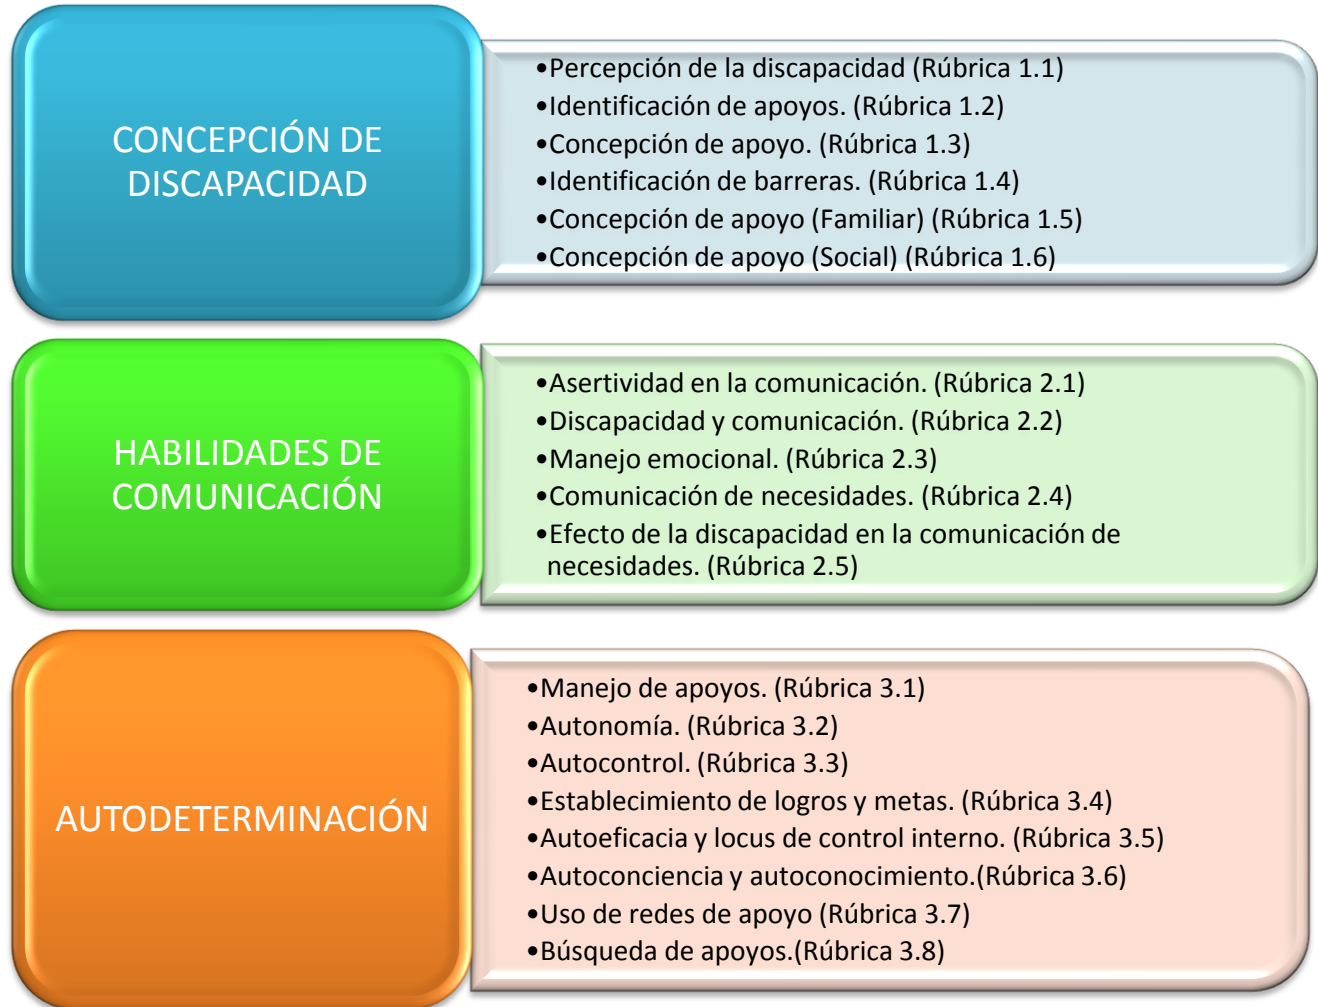 CONCEPCIÓN DE
DISCAPACIDAD
•Percepción de la discapacidad (Rúbrica 1.1)
•Identificación de apoyos. (Rúbrica 1.2)
•Concepción de apoyo. (Rúbrica 1.3)
•Identificación de barreras. (Rúbrica 1.4)
•Concepción de apoyo (Familiar) (Rúbrica 1.5)
•Concepción de apoyo (Social) (Rúbrica 1.6)
HABILIDADES DE
COMUNICACIÓN
•Asertividad en la comunicación. (Rúbrica 2.1)
•Discapacidad y comunicación. (Rúbrica 2.2)
•Manejo emocional. (Rúbrica 2.3)
•Comunicación de necesidades. (Rúbrica 2.4)
•Efecto de la discapacidad en la comunicación de
necesidades. (Rúbrica 2.5)
AUTODETERMINACIÓN
•Manejo de apoyos. (Rúbrica 3.1)
•Autonomía. (Rúbrica 3.2)
•Autocontrol. (Rúbrica 3.3)
•Establecimiento de logros y metas. (Rúbrica 3.4)
•Autoeficacia y locus de control interno. (Rúbrica 3.5)
•Autoconciencia y autoconocimiento.(Rúbrica 3.6)
•Uso de redes de apoyo (Rúbrica 3.7)
•Búsqueda de apoyos.(Rúbrica 3.8)